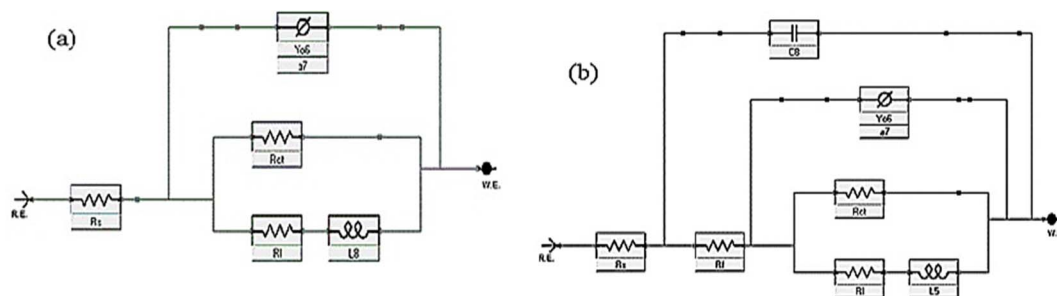 (a)
Yo6
a7
Rct
R.E.
Rs
W.E.
Rl
L8
(b)
C8
Yo6
a7
Rct
R.E.
Rs
Rf
W.
Rl
L5